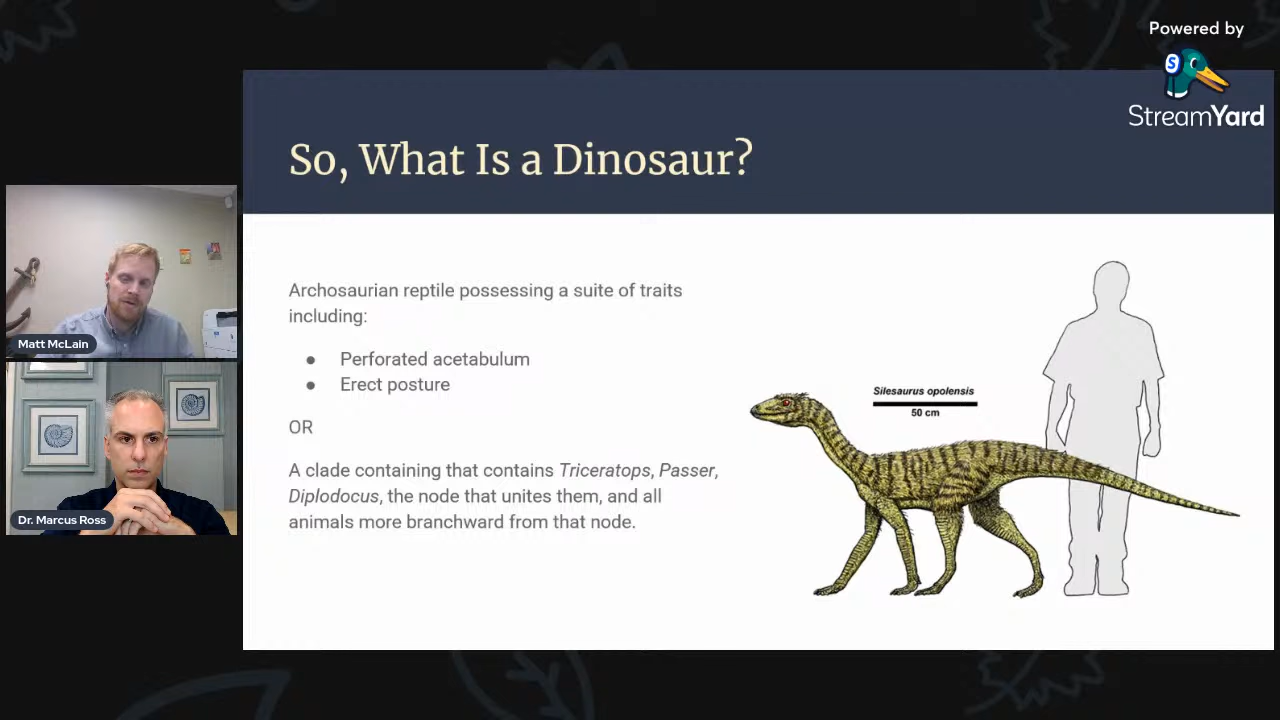 Powered by
S
StreamYard
So, What Is a Dinosaur?
Archosaurian reptile possessing a suite of traits
including:
● Perforated acetabulum
● Erect posture
OR
A clade containing that contains Triceratops, Passer,
Diplodocus, the node that unites them, and all
animals more branchward from that node.
Silesaurus opolensis
50 cm
Matt McLain
Dr. Marcus Ross